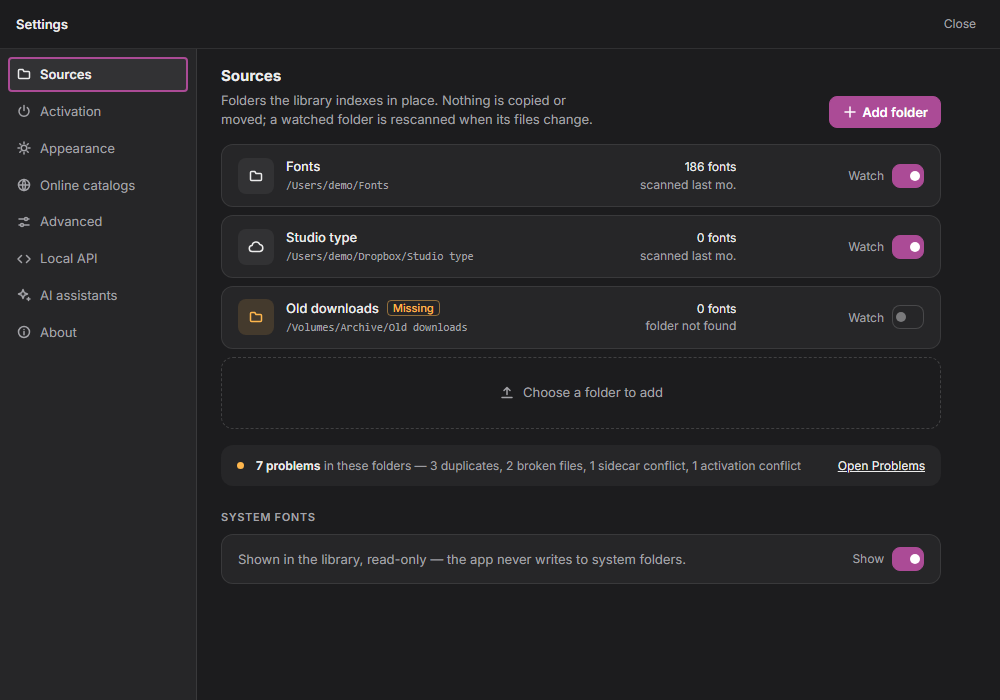 Settings
Close
Sources
Activation
Appearance
Online catalogs
Advanced
Local API
AI assistants
About
Sources
Folders the library indexes in place. Nothing is copied or
moved; a watched folder is rescanned when its files change.
Add folder
Fonts
/Users/demo/Fonts
186 fonts
scanned last mo.
Watch
Studio type
/Users/demo/Dropbox/Studio type
0 fonts
scanned last mo.
Watch
Old downloads Missing
/Volumes/Archive/Old downloads
0 fonts
folder not found
Watch
Choose a folder to add
7 problems in these folders — 3 duplicates, 2 broken files, 1 sidecar conflict, 1 activation conflict
Open Problems
SYSTEM FONTS
Shown in the library, read-only — the app never writes to system folders.
Show